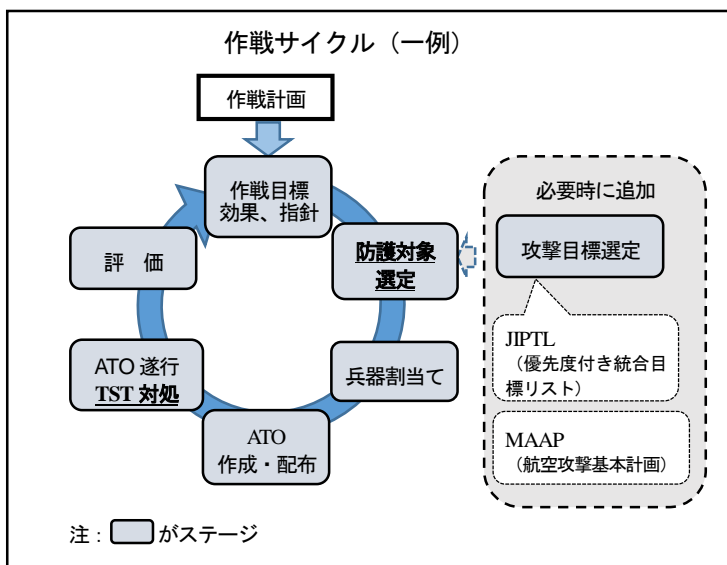 作戦サイクル（一例）
作戦計画
作戦目標
効果、指針
防護対象
選定
兵器割当て
ATO
作成・配布
ATO 遂行
TST 対処
評　価
必要時に追加
攻撃目標選定
JIPTL
（優先度付き統合目
標リスト）
MAAP
（航空攻撃基本計画）
注：がステージ